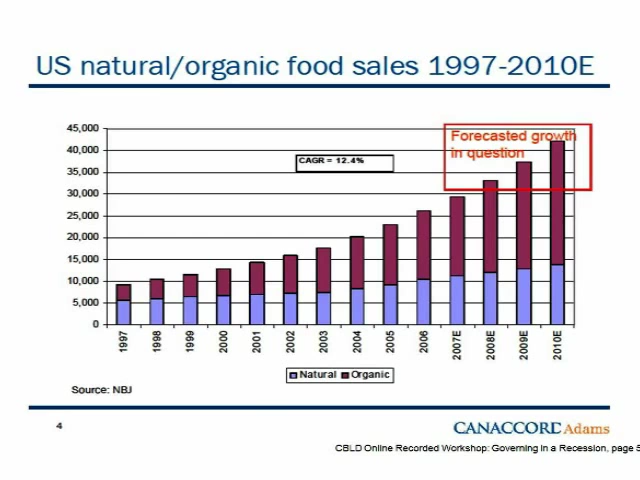 US natural/organic food sales 1997-2010E
45,000
40,000
35,000
30,000
25,000
20,000
15,000
10,000
5,000
0
CAGR = 12.4%
Forecasted growth
in question
1997
1998
1999
2000
2001
2002
2003
2004
2005
2006
2007E
2008E
2009E
2010E
Natural
Organic
Source: NBJ
4
CANACCORD Adams
CBLD Online Recorded Workshop: Governing in a Recession, page 5